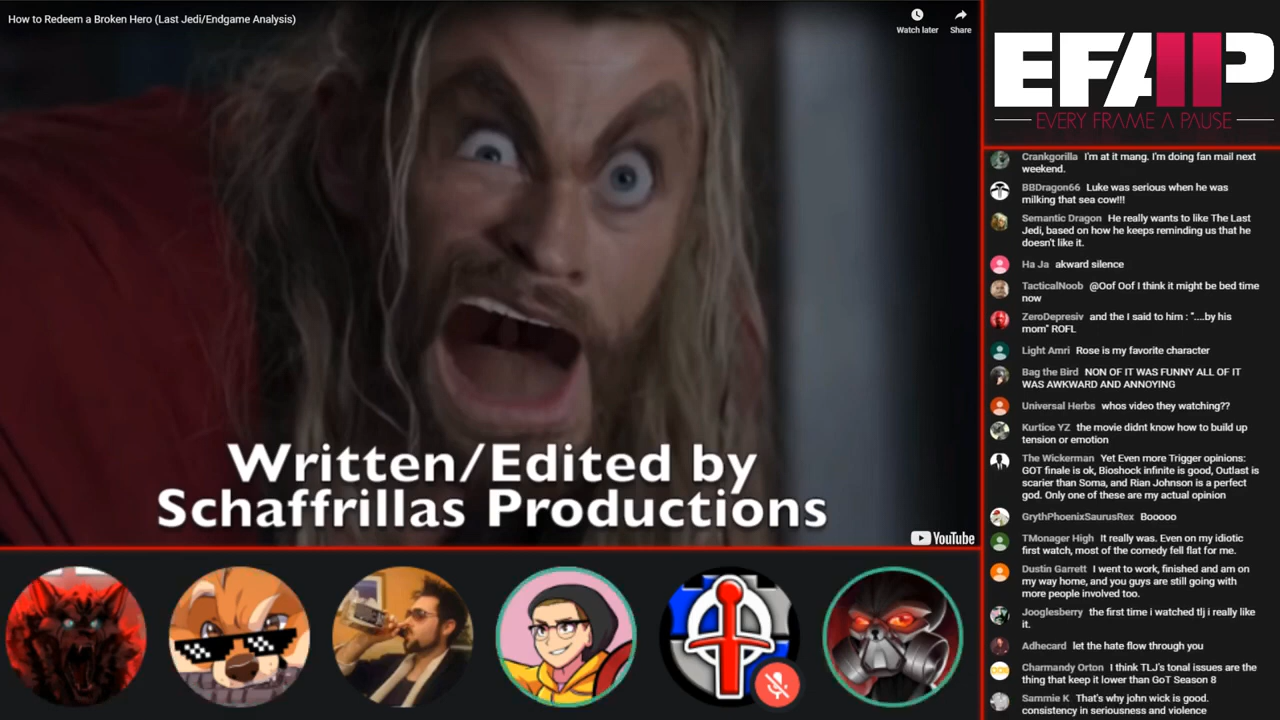 How to Redeem a Broken Hero (Last Jedi/Endgame Analysis)
Watch later
Share
Written/Edited by
Schaffrillas Productions
YouTube
EFAP
EVERY FRAME A PAUSE
Crankgorilla I'm at it mang. I'm doing fan mail next
weekend.
BBDragon66 Luke was serious when he was
milking that sea cow!!!
Semantic Dragon He really wants to like The Last
Jedi, based on how he keeps reminding us that he
doesn't like it.
Ha Ja akward silence
TacticalNoob @Oof Oof I think it might be bed time
now
ZeroDepresiv and the I said to him : "....by his
mom" ROFL
Light Amri Rose is my favorite character
Bag the Bird NON OF IT WAS FUNNY ALL OF IT
WAS AWKWARD AND ANNOYING
Universal Herbs whos video they watching??
Kurtice YZ the movie didnt know how to build up
tension or emotion
The Wickerman Yet Even more Trigger opinions:
GOT finale is ok, Bioshock infinite is good, Outlast is
scarier than Soma, and Rian Johnson is a perfect
god. Only one of these are my actual opinion
GrythPhoenixSaurusRex Booooo
TManager High It really was. Even on my idiotic
first watch, most of the comedy fell flat for me.
Dustin Garrett I went to work, finished and am on
my way home, and you guys are still going with
more people involved too.
Jooglesberry the first time i watched tlj i really like
it.
Adhecard let the hate flow through you
Charmandy Orton I think TLJ's tonal issues are the
thing that keep it lower than GoT Season 8
Sammie K That's why john wick is good.
consistency in seriousness and violence